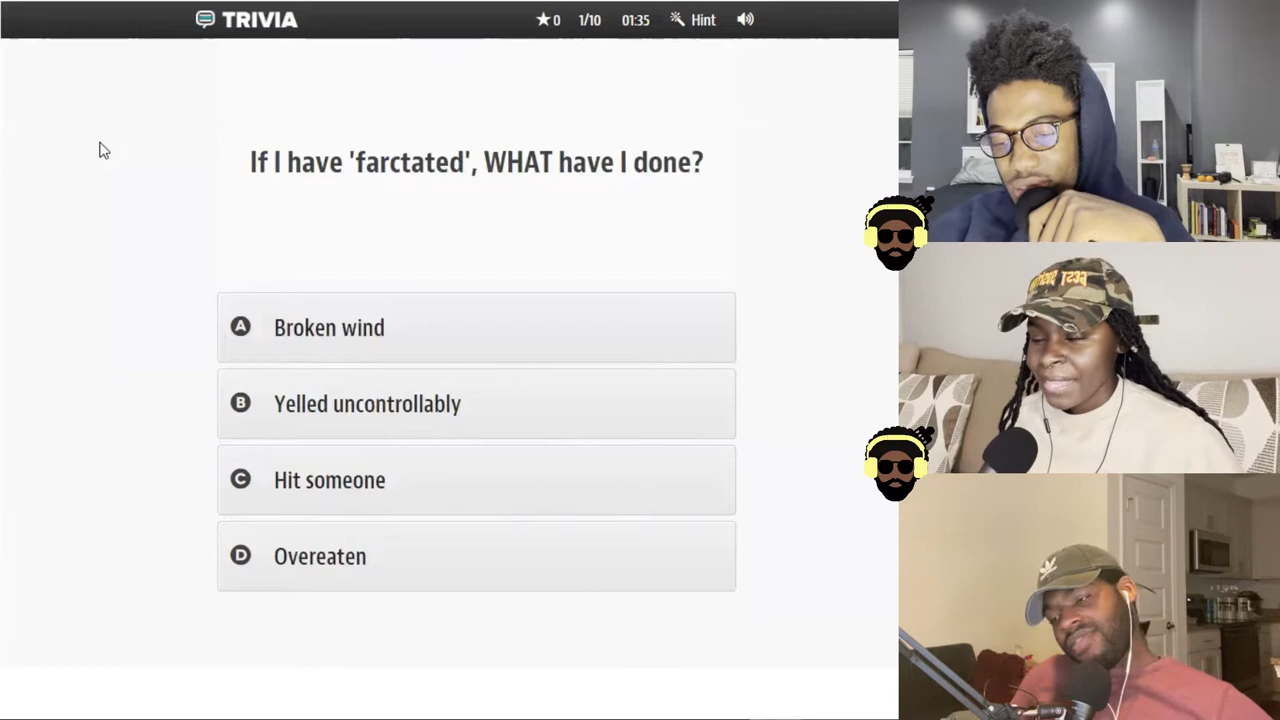 TRIVIA
0
1/10
01:35
Hint
If I have 'farctated', WHAT have I done?
A Broken wind
B Yelled uncontrollably
C Hit someone
D Overeaten